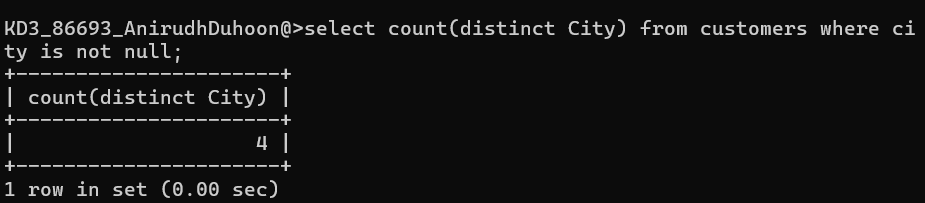 KD3_86693_AnirudhDuhoon@>select count(distinct City) from customers where ci
ty is not null;
+----------------------+
| count(distinct City) |
+----------------------+
|                    4 |
+----------------------+
1 row in set (0.00 sec)